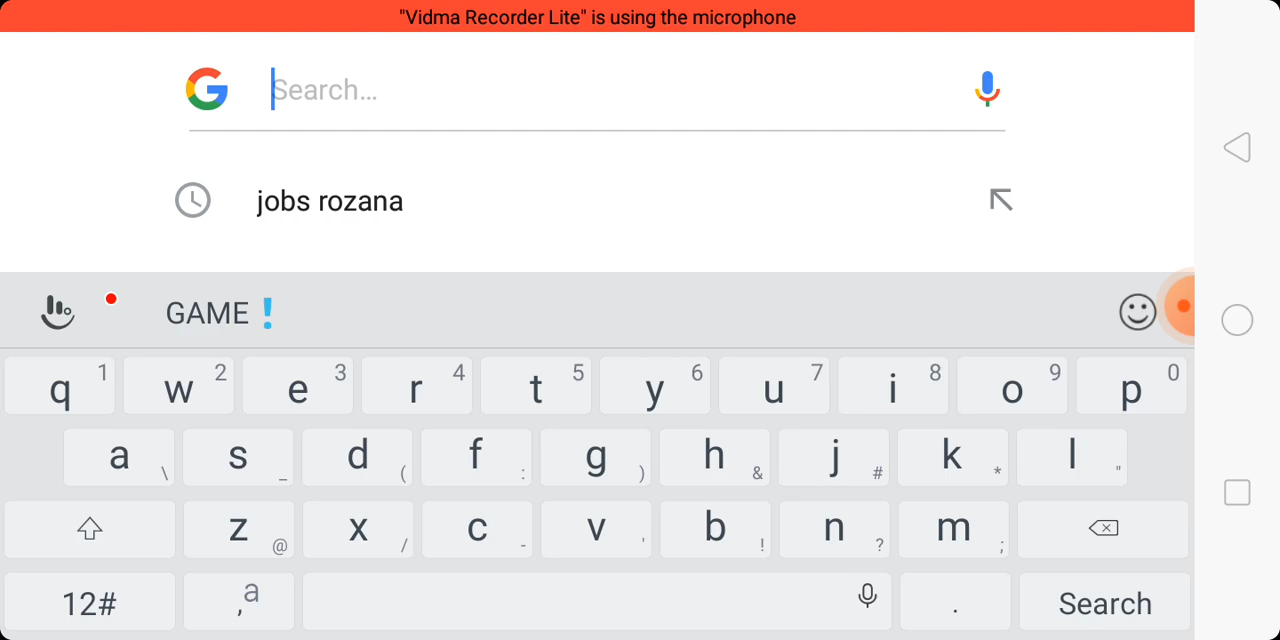 "Vidma Recorder Lite" is using the microphone
Search...
jobs rozana
GAME❗
q 1 w 2 e 3 r 4 t 5 y 6 u 7 i 8 o 9 p 0
a \ s _ d ( f : g ) h & j # k * l "
z @ x / c - v ' b ! n ? m ;
12# , a . Search